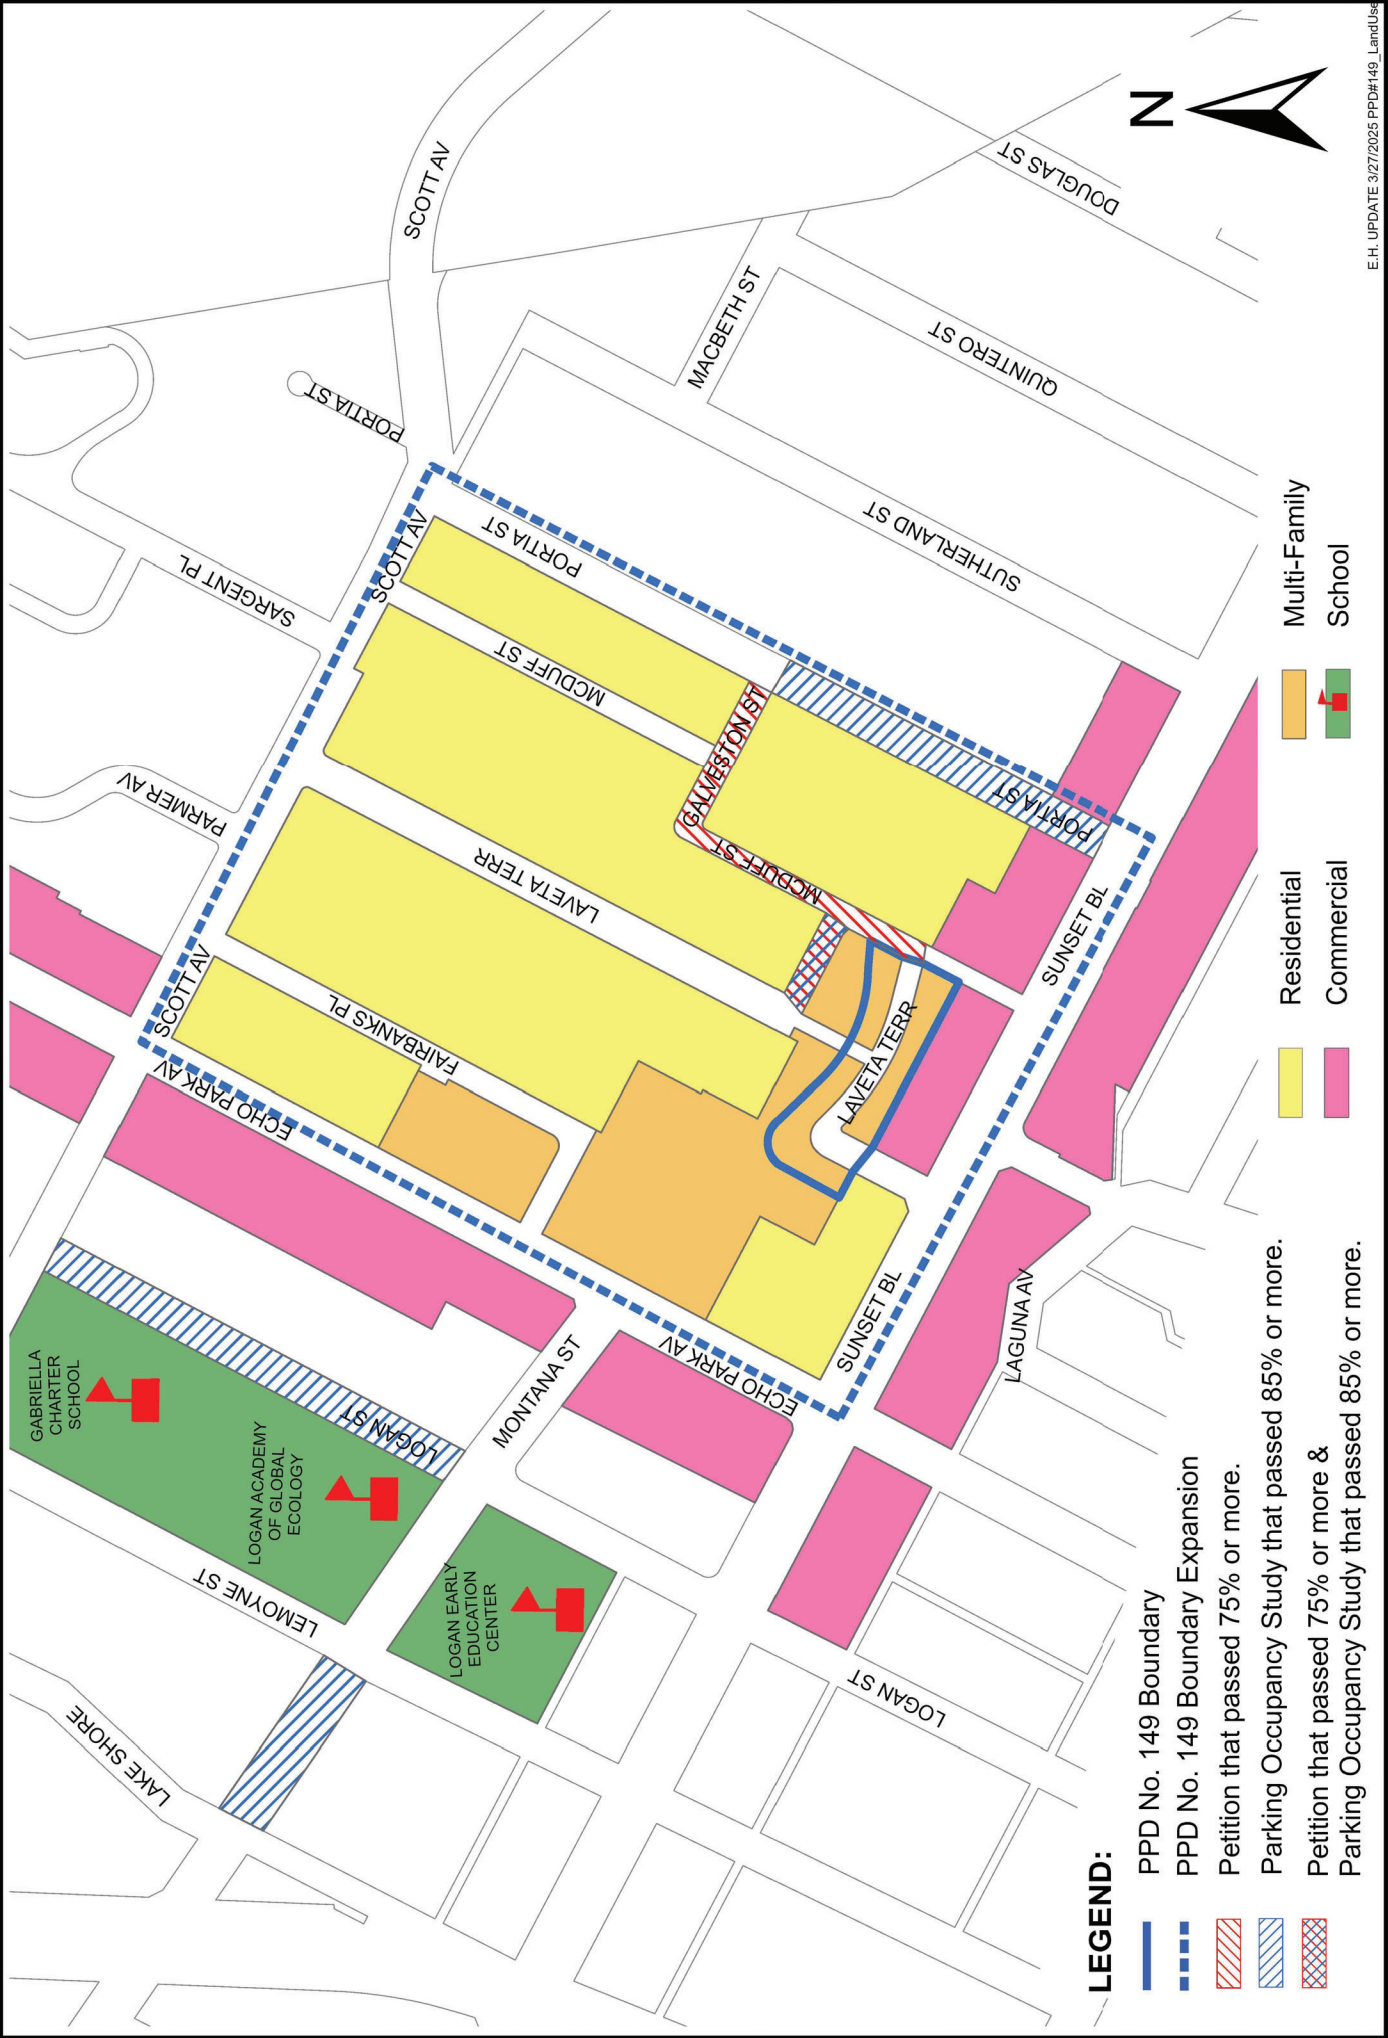 SCOTT AV
PORTIA ST
SARGENT PL
PARMER AV
MACBETH ST
DOUGLAS ST
QUINTERO ST
SUTHERLAND ST
N
SCOTT AV
PORTIA ST
MCDUFF ST
GALVESTON ST
MCDUFF ST
PORTIA ST
LAVETA TERR
SCOTT AV
FAIRBANKS PL
ECHO PARK AV
LAVETA TERR
SUNSET BL
GABRIELLA
CHARTER
SCHOOL
LOGAN ACADEMY
OF GLOBAL
ECOLOGY
LOGAN ST
MONTANA ST
ECHO PARK AV
SUNSET BL
LAGUNA AV
LEMOYNE ST
LOGAN EARLY
EDUCATION
CENTER
LAKE SHORE
LOGAN ST
LEGEND:
PPD No. 149 Boundary
PPD No. 149 Boundary Expansion
Petition that passed 75% or more.
Parking Occupancy Study that passed 85% or more.
Petition that passed 75% or more &
Parking Occupancy Study that passed 85% or more.
Residential
Commercial
Multi-Family
School
E.H. UPDATE 3/27/2025 PPD#149_LandUse